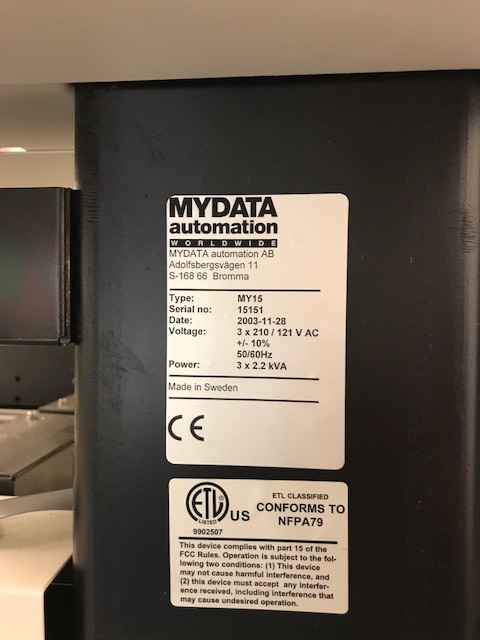 MYDATA
automation
WORLDWIDE
MYDATA automation AB
Adolfsbergsvägen 11
S-168 66 Bromma
Type: MY15
Serial no: 15151
Date: 2003-11-28
Voltage: 3 x 210 / 121 V AC
+/- 10%
50/60Hz
Power: 3 x 2.2 kVA
Made in Sweden
CE
ETL CLASSIFIED
ETL US CONFORMS TO
LISTED NFPA79
9902507
This device complies with part 15 of the
FCC Rules. Operation is subject to the fol-
lowing two conditions: (1) This device
may not cause harmful interference, and
(2) this device must accept any interfer-
ence received, including interference that
may cause undesired operation.